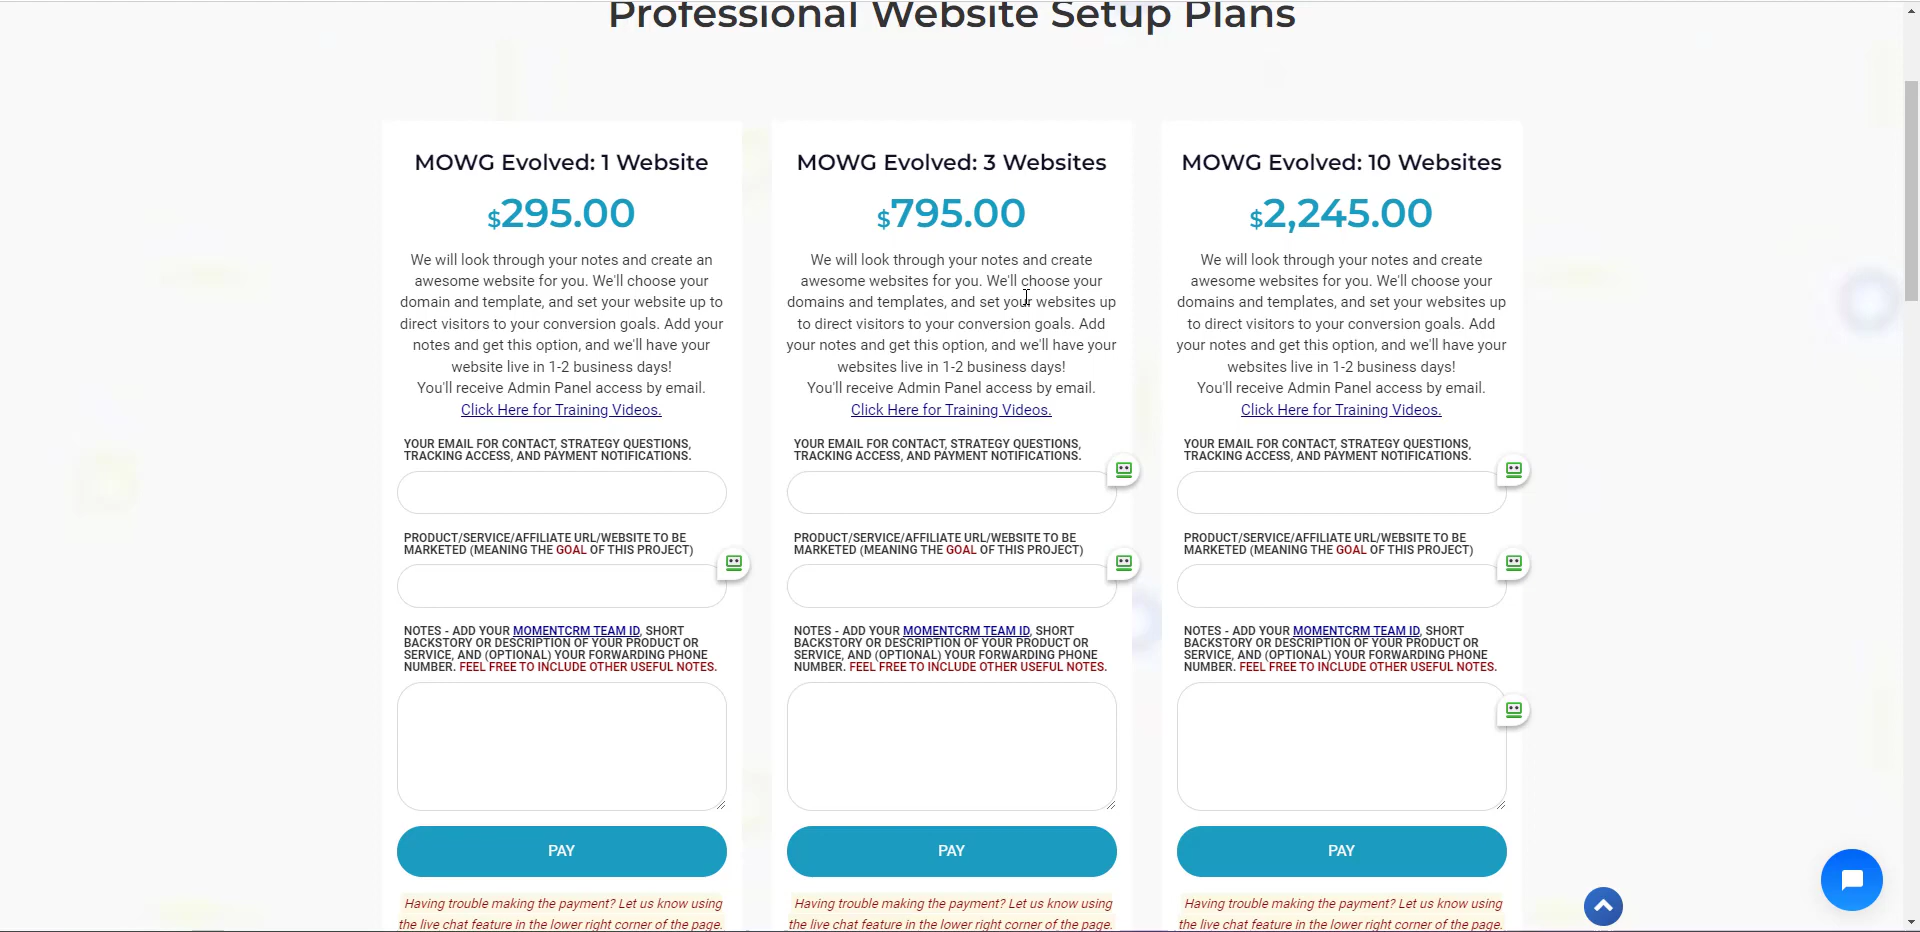 Professional Website Setup Plans
MOWG Evolved: 1 Website
$295.00
We will look through your notes and create an
awesome website for you. We'll choose your
domain and template, and set your website up to
direct visitors to your conversion goals. Add your
notes and get this option, and we'll have your
website live in 1-2 business days!
You'll receive Admin Panel access by email.
Click Here for Training Videos.
YOUR EMAIL FOR CONTACT, STRATEGY QUESTIONS,
TRACKING ACCESS, AND PAYMENT NOTIFICATIONS.
PRODUCT/SERVICE/AFFILIATE URL/WEBSITE TO BE
MARKETED (MEANING THE GOAL OF THIS PROJECT)
NOTES - ADD YOUR MOMENTCRM TEAM ID, SHORT
BACKSTORY OR DESCRIPTION OF YOUR PRODUCT OR
SERVICE, AND (OPTIONAL) YOUR FORWARDING PHONE
NUMBER. FEEL FREE TO INCLUDE OTHER USEFUL NOTES.
PAY
Having trouble making the payment? Let us know using
the live chat feature in the lower right corner of the page.
MOWG Evolved: 3 Websites
$795.00
We will look through your notes and create
awesome websites for you. We'll choose your
domains and templates, and set your websites up
to direct visitors to your conversion goals. Add
your notes and get this option, and we'll have your
websites live in 1-2 business days!
You'll receive Admin Panel access by email.
Click Here for Training Videos.
YOUR EMAIL FOR CONTACT, STRATEGY QUESTIONS,
TRACKING ACCESS, AND PAYMENT NOTIFICATIONS.
PRODUCT/SERVICE/AFFILIATE URL/WEBSITE TO BE
MARKETED (MEANING THE GOAL OF THIS PROJECT)
NOTES - ADD YOUR MOMENTCRM TEAM ID, SHORT
BACKSTORY OR DESCRIPTION OF YOUR PRODUCT OR
SERVICE, AND (OPTIONAL) YOUR FORWARDING PHONE
NUMBER. FEEL FREE TO INCLUDE OTHER USEFUL NOTES.
PAY
Having trouble making the payment? Let us know using
the live chat feature in the lower right corner of the page.
MOWG Evolved: 10 Websites
$2,245.00
We will look through your notes and create
awesome websites for you. We'll choose your
domains and templates, and set your websites up
to direct visitors to your conversion goals. Add
your notes and get this option, and we'll have your
websites live in 1-2 business days!
You'll receive Admin Panel access by email.
Click Here for Training Videos.
YOUR EMAIL FOR CONTACT, STRATEGY QUESTIONS,
TRACKING ACCESS, AND PAYMENT NOTIFICATIONS.
PRODUCT/SERVICE/AFFILIATE URL/WEBSITE TO BE
MARKETED (MEANING THE GOAL OF THIS PROJECT)
NOTES - ADD YOUR MOMENTCRM TEAM ID, SHORT
BACKSTORY OR DESCRIPTION OF YOUR PRODUCT OR
SERVICE, AND (OPTIONAL) YOUR FORWARDING PHONE
NUMBER. FEEL FREE TO INCLUDE OTHER USEFUL NOTES.
PAY
Having trouble making the payment? Let us know using
the live chat feature in the lower right corner of the page.